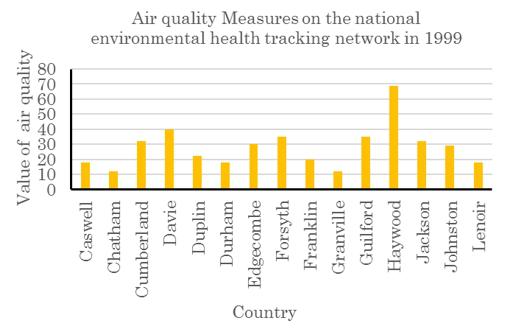 Air quality Measures on the national
environmental health tracking network in 1999
Value of air quality
80
70
60
50
40
30
20
10
0
Caswell
Chatham
Cumberland
Davie
Duplin
Durham
Edgecombe
Forsyth
Franklin
Granville
Guilford
Haywood
Jackson
Johnston
Lenoir
Country